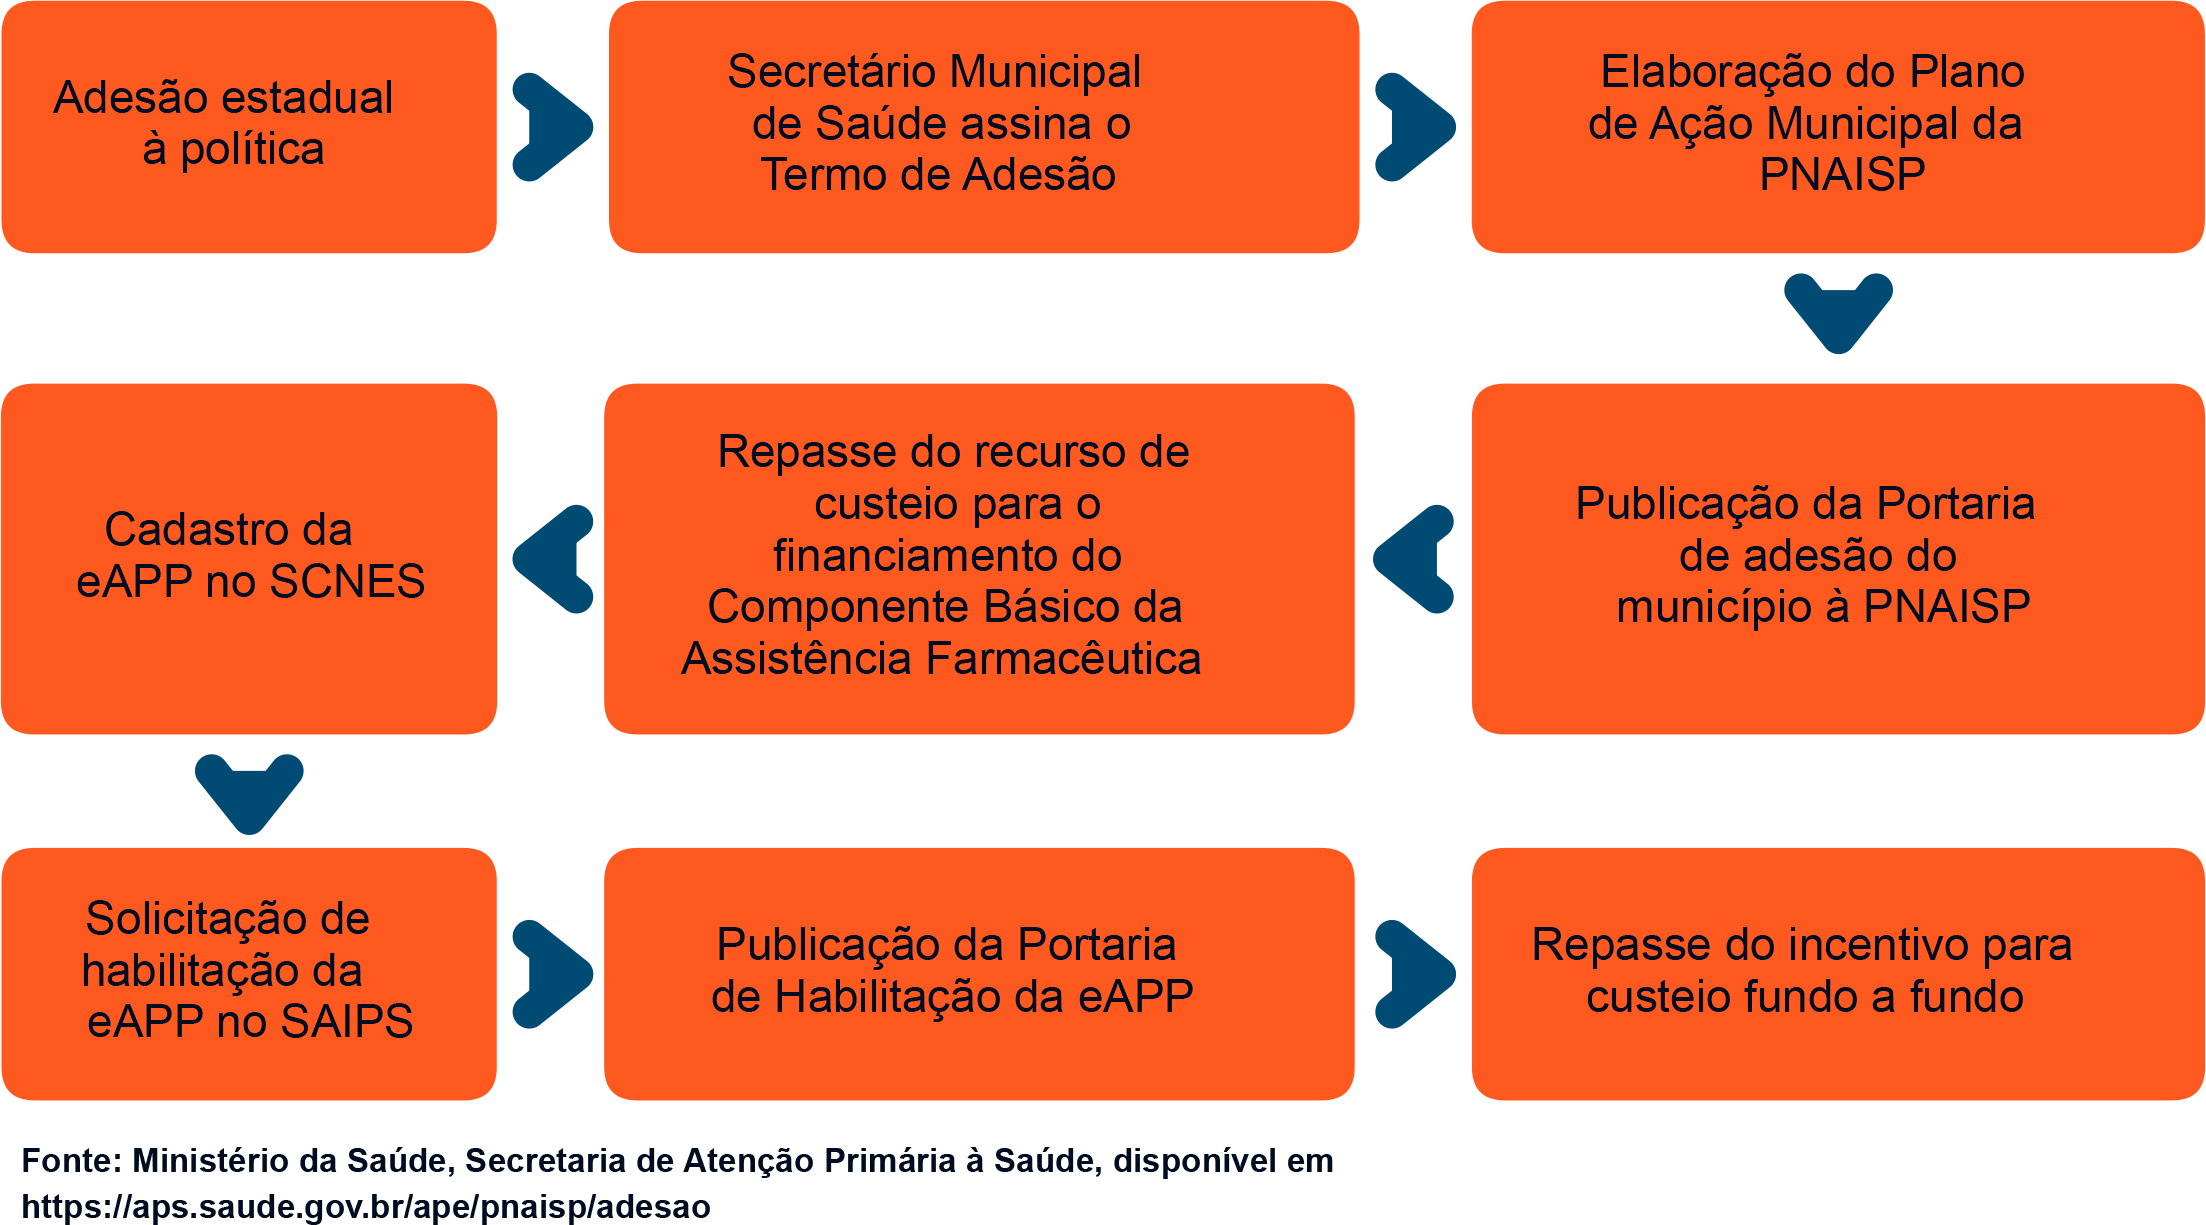 Adesão estadual
à política
Secretário Municipal
de Saúde assina o
Termo de Adesão
Elaboração do Plano
de Ação Municipal da
PNAISP
Publicação da Portaria
de adesão do
município à PNAISP
Repasse do recurso de
custeio para o
financiamento do
Componente Básico da
Assistência Farmacêutica
Cadastro da
eAPP no SCNES
Solicitação de
habilitação da
eAPP no SAIPS
Publicação da Portaria
de Habilitação da eAPP
Repasse do incentivo para
custeio fundo a fundo
Fonte: Ministério da Saúde, Secretaria de Atenção Primária à Saúde, disponível em
https://aps.saude.gov.br/ape/pnaisp/adesao